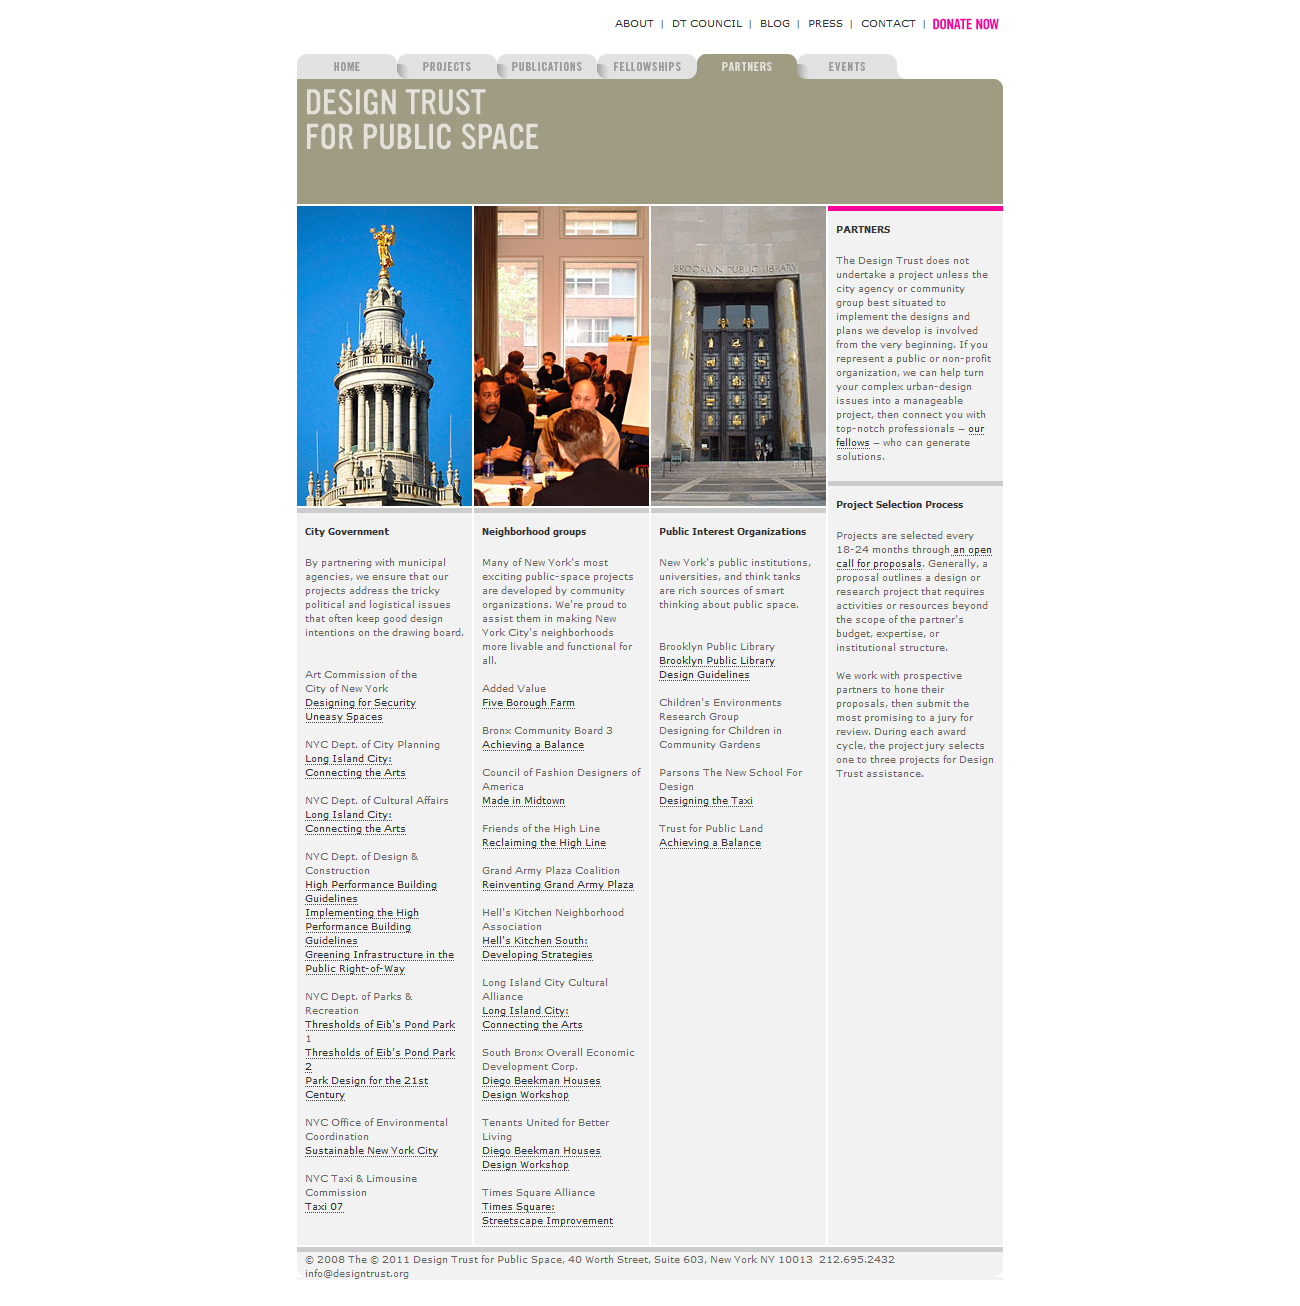 ABOUT | DT COUNCIL | BLOG | PRESS | CONTACT | DONATE NOW
HOME PROJECTS PUBLICATIONS FELLOWSHIPS PARTNERS EVENTS
DESIGN TRUST
FOR PUBLIC SPACE
BROOKLYN PUBLIC LIBRARY
City Government
By partnering with municipal
agencies, we ensure that our
projects address the tricky
political and logistical issues
that often keep good design
intentions on the drawing board.
Art Commission of the
City of New York
Designing for Security
Uneasy Spaces
NYC Dept. of City Planning
Long Island City:
Connecting the Arts
NYC Dept. of Cultural Affairs
Long Island City:
Connecting the Arts
NYC Dept. of Design &
Construction
High Performance Building
Guidelines
Implementing the High
Performance Building
Guidelines
Greening Infrastructure in the
Public Right-of-Way
NYC Dept. of Parks &
Recreation
Thresholds of Eib's Pond Park
1
Thresholds of Eib's Pond Park
2
Park Design for the 21st
Century
NYC Office of Environmental
Coordination
Sustainable New York City
NYC Taxi & Limousine
Commission
Taxi 07
Neighborhood groups
Many of New York's most
exciting public-space projects
are developed by community
organizations. We're proud to
assist them in making New
York City's neighborhoods
more livable and functional for
all.
Added Value
Five Borough Farm
Bronx Community Board 3
Achieving a Balance
Council of Fashion Designers of
America
Made in Midtown
Friends of the High Line
Reclaiming the High Line
Grand Army Plaza Coalition
Reinventing Grand Army Plaza
Hell's Kitchen Neighborhood
Association
Hell's Kitchen South:
Developing Strategies
Long Island City Cultural
Alliance
Long Island City:
Connecting the Arts
South Bronx Overall Economic
Development Corp.
Diego Beekman Houses
Design Workshop
Tenants United for Better
Living
Diego Beekman Houses
Design Workshop
Times Square Alliance
Times Square:
Streetscape Improvement
Public Interest Organizations
New York's public institutions,
universities, and think tanks
are rich sources of smart
thinking about public space.
Brooklyn Public Library
Brooklyn Public Library
Design Guidelines
Children's Environments
Research Group
Designing for Children in
Community Gardens
Parsons The New School For
Design
Designing the Taxi
Trust for Public Land
Achieving a Balance
PARTNERS
The Design Trust does not
undertake a project unless the
city agency or community
group best situated to
implement the designs and
plans we develop is involved
from the very beginning. If you
represent a public or non-profit
organization, we can help turn
your complex urban-design
issues into a manageable
project, then connect you with
top-notch professionals – our
fellows – who can generate
solutions.
Project Selection Process
Projects are selected every
18-24 months through an open
call for proposals. Generally, a
proposal outlines a design or
research project that requires
activities or resources beyond
the scope of the partner's
budget, expertise, or
institutional structure.
We work with prospective
partners to hone their
proposals, then submit the
most promising to a jury for
review. During each award
cycle, the project jury selects
one to three projects for Design
Trust assistance.
© 2008 The © 2011 Design Trust for Public Space, 40 Worth Street, Suite 603, New York NY 10013 212.695.2432
info@designtrust.org